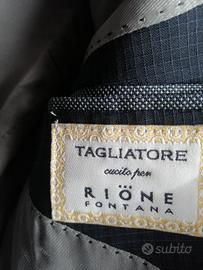 TAGLIATORE
cucito per
RIÖNE
FONTANA
subito